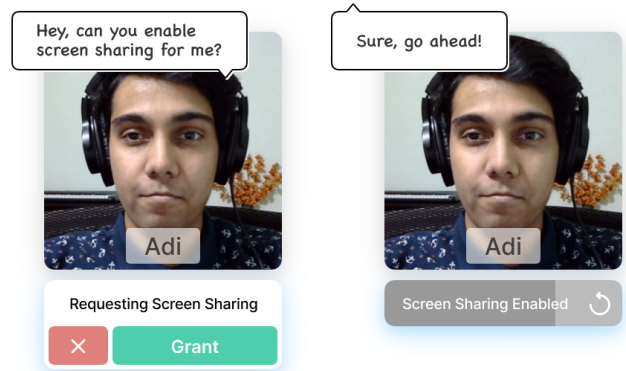 Hey, can you enable
screen sharing for me?
Adi
Requesting Screen Sharing
Grant
Sure, go ahead!
Adi
Screen Sharing Enabled